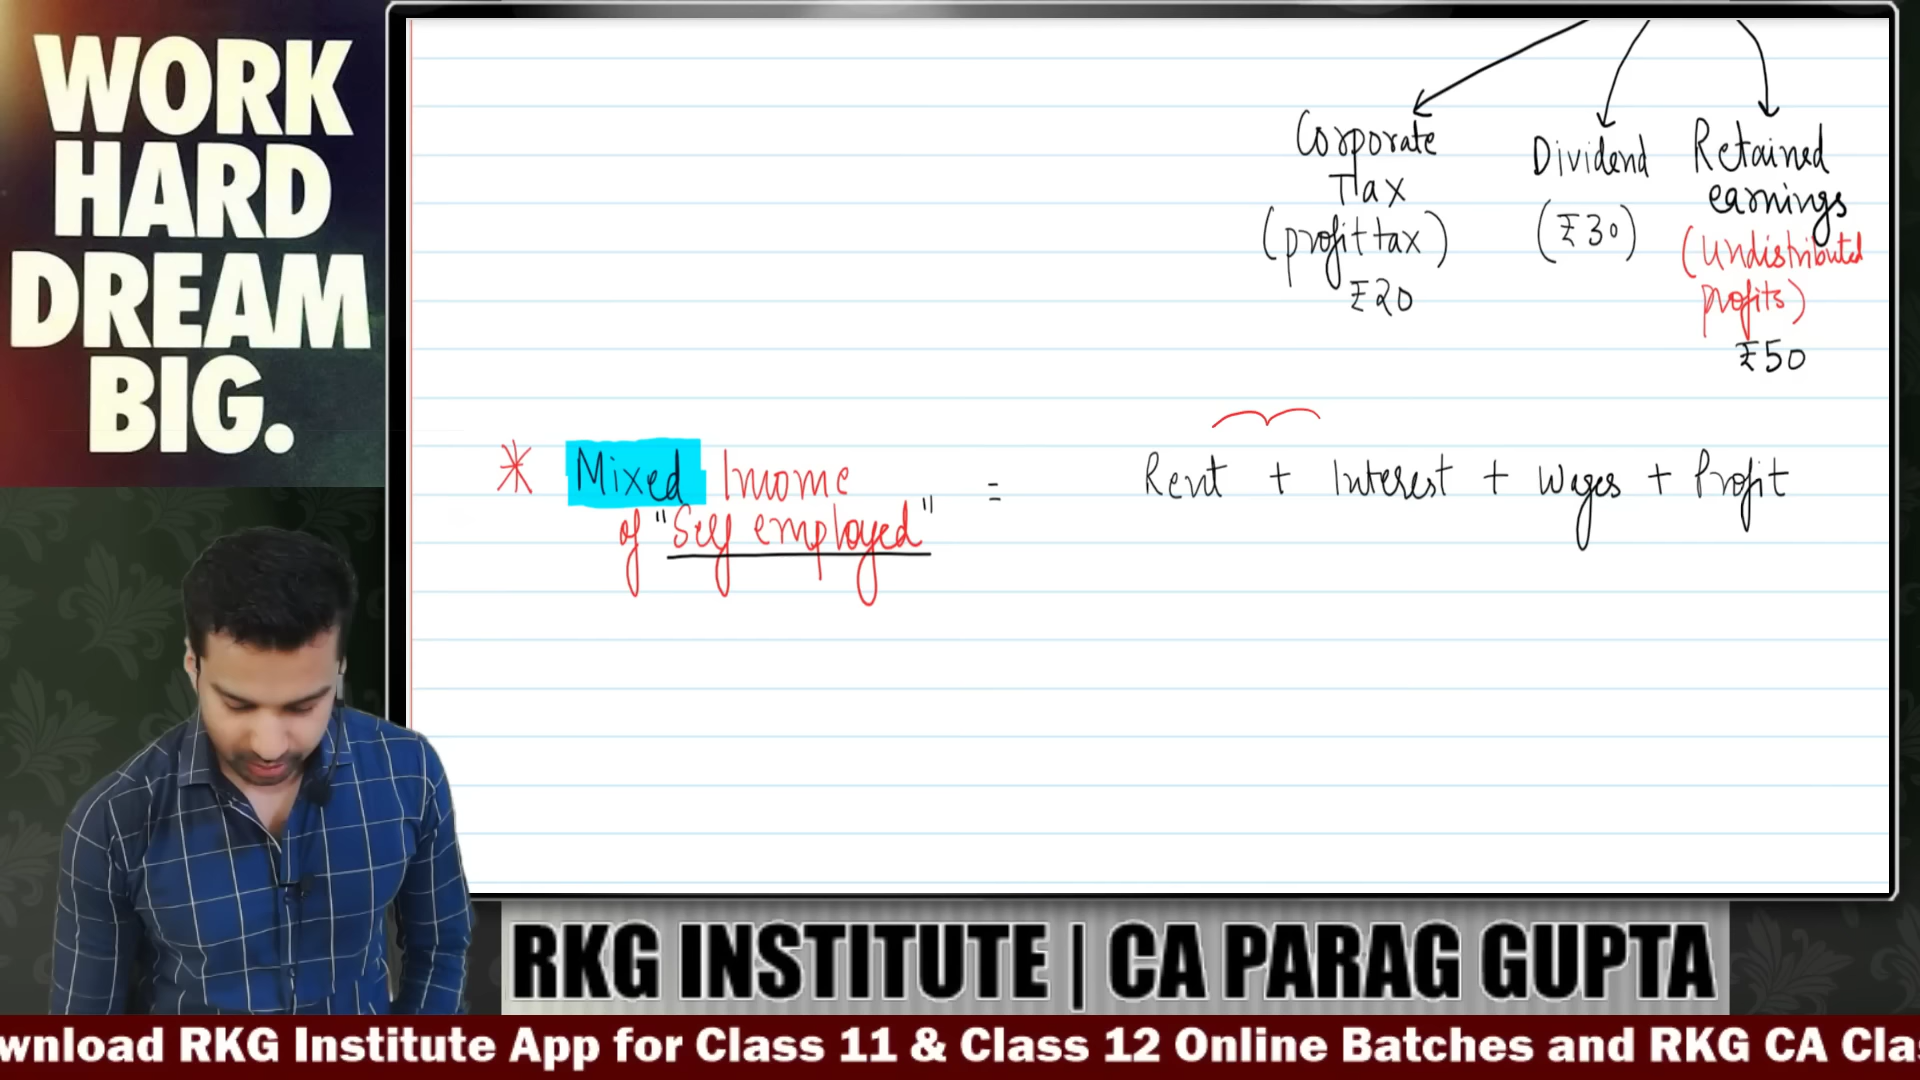 WORK
HARD
DREAM
BIG.
Corporate
Tax
(profit tax)
₹20
Dividend
(₹30)
Retained
earnings
(Undistributed
profits)
₹50
* Mixed Income
of "Self employed"
= Rent + Interest + Wages + Profit
RKG INSTITUTE | CA PARAG GUPTA
wnload RKG Institute App for Class 11 & Class 12 Online Batches and RKG CA Clas